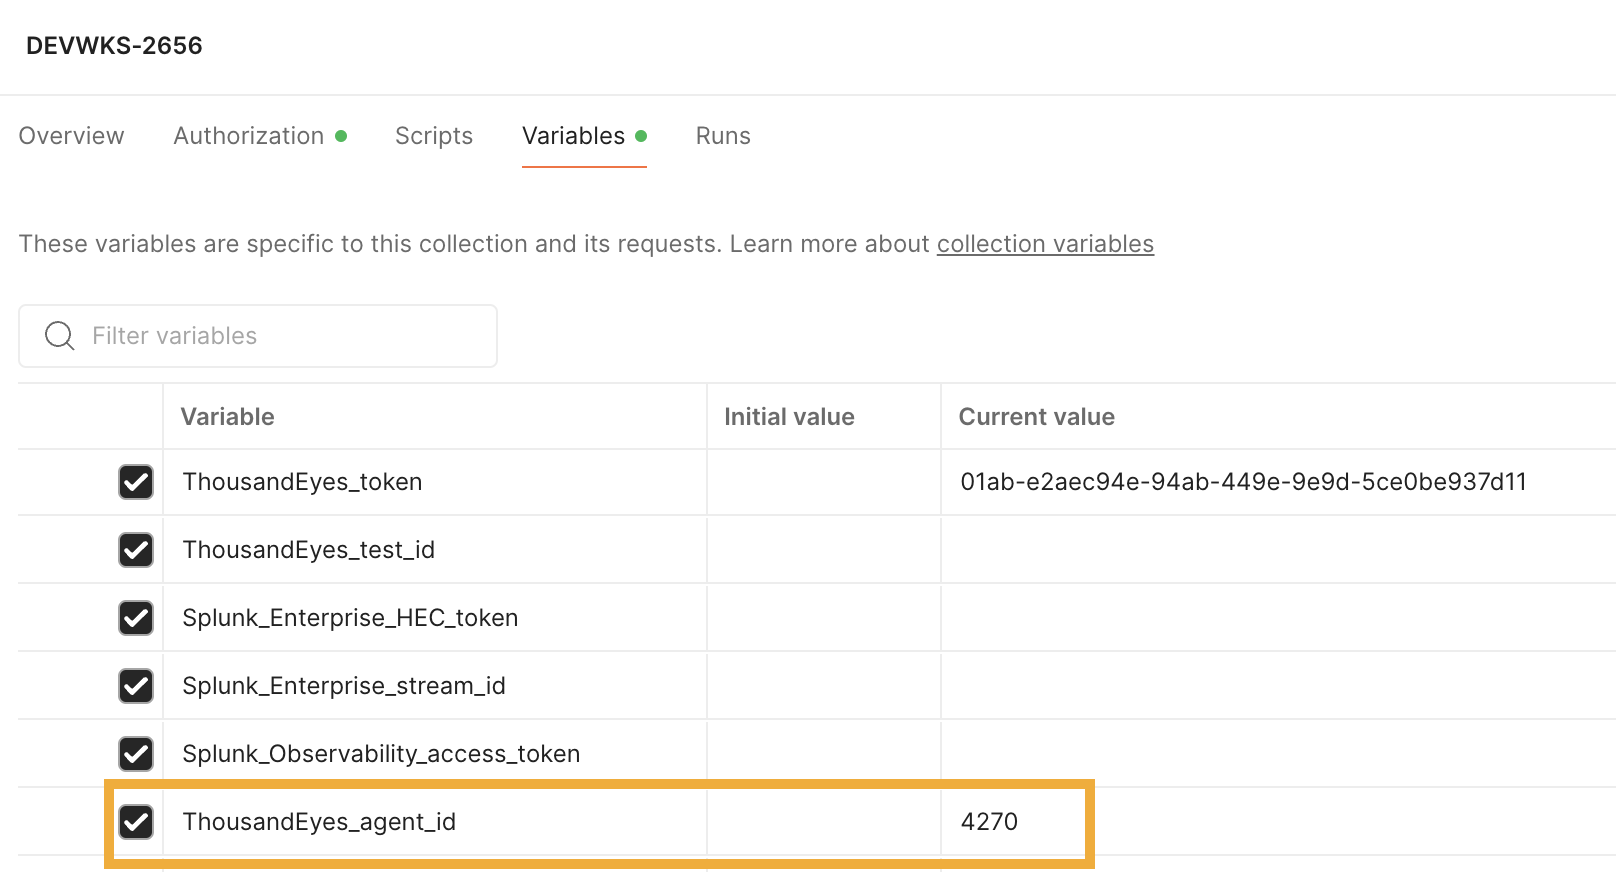 DEVWKS-2656
Overview Authorization Scripts Variables Runs
These variables are specific to this collection and its requests. Learn more about collection variables
Filter variables
Variable Initial value Current value
ThousandEyes_token 01ab-e2aec94e-94ab-449e-9e9d-5ce0be937d11
ThousandEyes_test_id
Splunk_Enterprise_HEC_token
Splunk_Enterprise_stream_id
Splunk_Observability_access_token
ThousandEyes_agent_id 4270